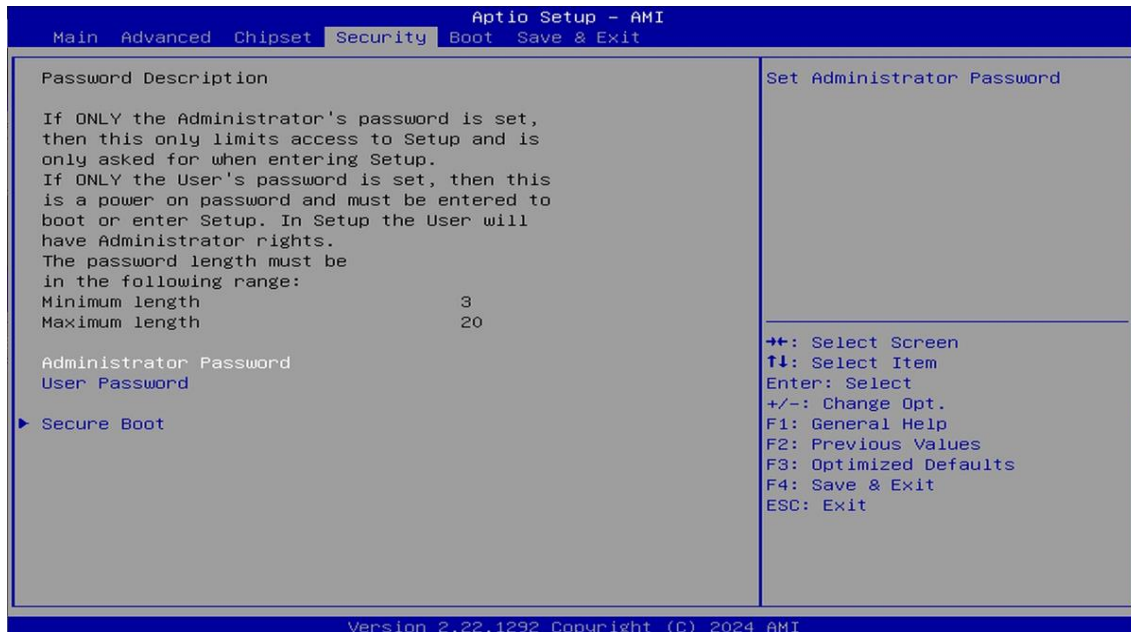 Aptio Setup – AMI
Main Advanced Chipset Security Boot Save & Exit
Password Description
If ONLY the Administrator's password is set,
then this only limits access to Setup and is
only asked for when entering Setup.
If ONLY the User's password is set, then this
is a power on password and must be entered to
boot or enter Setup. In Setup the User will
have Administrator rights.
The password length must be
in the following range:
Minimum length 3
Maximum length 20
Administrator Password
User Password
Secure Boot
Set Administrator Password
→←: Select Screen
↑↓: Select Item
Enter: Select
+/-: Change Opt.
F1: General Help
F2: Previous Values
F3: Optimized Defaults
F4: Save & Exit
ESC: Exit
Version 2.22.1292 Copyright (C) 2024 AMI